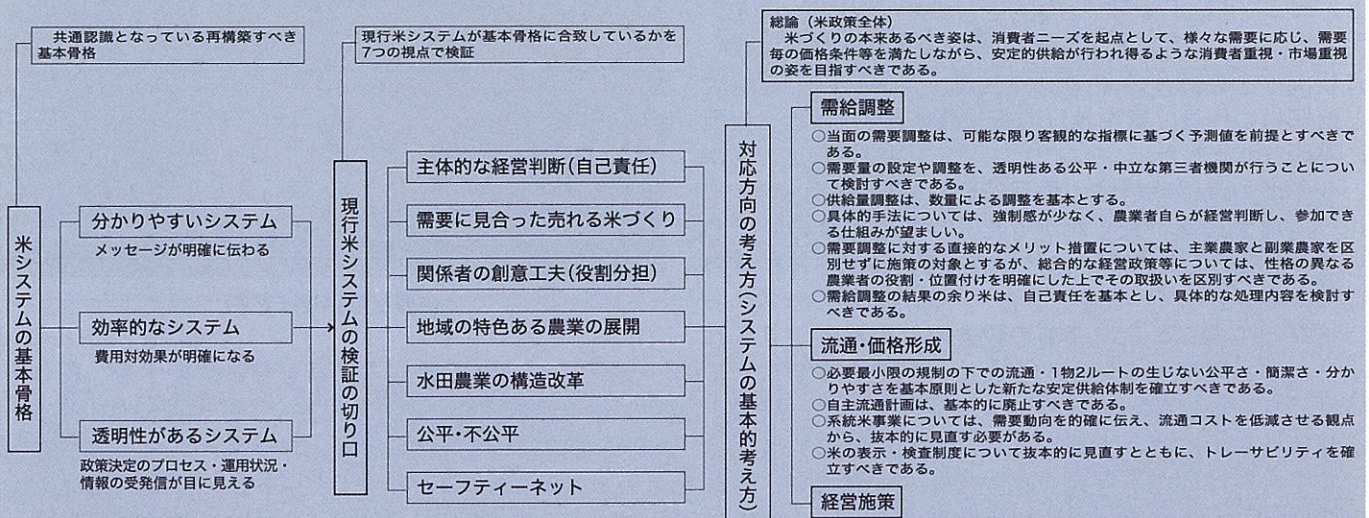 共通認識となっている再構築すべき
基本骨格
米システムの基本骨格
分かりやすいシステム
メッセージが明確に伝わる
効率的なシステム
費用対効果が明確になる
透明性があるシステム
政策決定のプロセス・運用状況・
情報の受発信が目に見える
現行米システムが基本骨格に合致しているかを
7つの視点で検証
現行米システムの検証の切り口
主体的な経営判断(自己責任)
需要に見合った売れる米づくり
関係者の創意工夫(役割分担)
地域の特色ある農業の展開
水田農業の構造改革
公平・不公平
セーフティーネット
総論(米政策全体)
米づくりの本来あるべき姿は、消費者ニーズを起点として、様々な需要に応じ、需要
毎の価格条件等を満たしながら、安定的供給が行われ得るような消費者重視・市場重視
の姿を目指すべきである。
対応方向の考え方(システムの基本的考え方)
需給調整
○当面の需要調整は、可能な限り客観的な指標に基づく予測値を前提とすべきで
ある。
○需要量の設定や調整を、透明性ある公平・中立な第三者機関が行うことについ
て検討すべきである。
○供給量調整は、数量による調整を基本とする。
○具体的手法については、強制感が少なく、農業者自らが経営判断し、参加でき
る仕組みが望ましい。
○需要調整に対する直接的なメリット措置については、主業農家と副業農家を区
別せずに施策の対象とするが、総合的な経営政策等については、性格の異なる
農業者の役割・位置付けを明確にした上でその取扱いを区別すべきである。
○需給調整の結果の余り米は、自己責任を基本とし、具体的な処理内容を検討す
べきである。
流通・価格形成
○必要最小限の規制の下での流通・1物2ルートの生じない公平さ・簡潔さ・分か
りやすさを基本原則とした新たな安定供給体制を確立すべきである。
○自主流通計画は、基本的に廃止すべきである。
○系統米事業については、需要動向を的確に伝え、流通コストを低減させる観点
から、抜本的に見直す必要がある。
○米の表示・検査制度について抜本的に見直すとともに、トレーサビリティを確
立すべきである。
経営施策